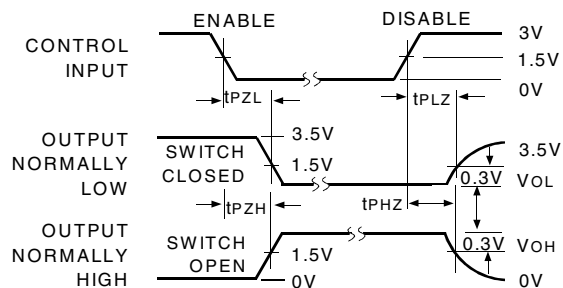 ENABLE
DISABLE
CONTROL
INPUT
3V
1.5V
0V
tPZL
tPLZ
OUTPUT
NORMALLY
LOW
SWITCH
CLOSED
3.5V
1.5V
3.5V
0.3V
VOL
tPZH
tPHZ
OUTPUT
NORMALLY
HIGH
SWITCH
OPEN
1.5V
0V
0.3V
VOH
0V